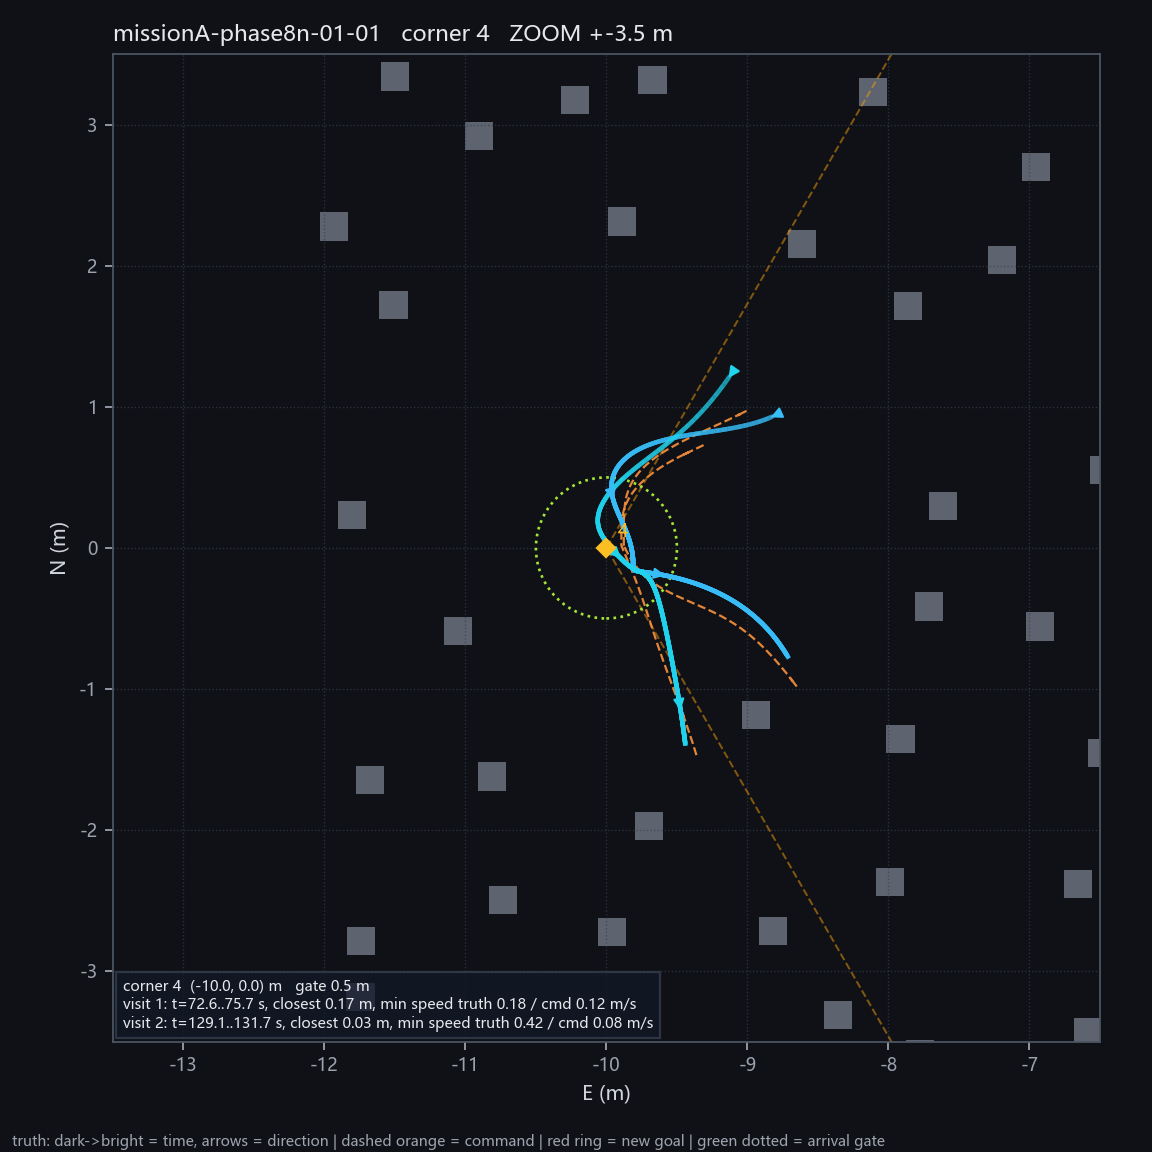 missionA-phase8n-01-01   corner 4   ZOOM +-3.5 m
3
2
1
0
-1
-2
-3
N (m)
corner 4  (-10.0, 0.0) m   gate 0.5 m
visit 1: t=72.6..75.7 s, closest 0.17 m, min speed truth 0.18 / cmd 0.12 m/s
visit 2: t=129.1..131.7 s, closest 0.03 m, min speed truth 0.42 / cmd 0.08 m/s
-13 -12 -11 -10 -9 -8 -7
E (m)
truth: dark->bright = time, arrows = direction | dashed orange = command | red ring = new goal | green dotted = arrival gate